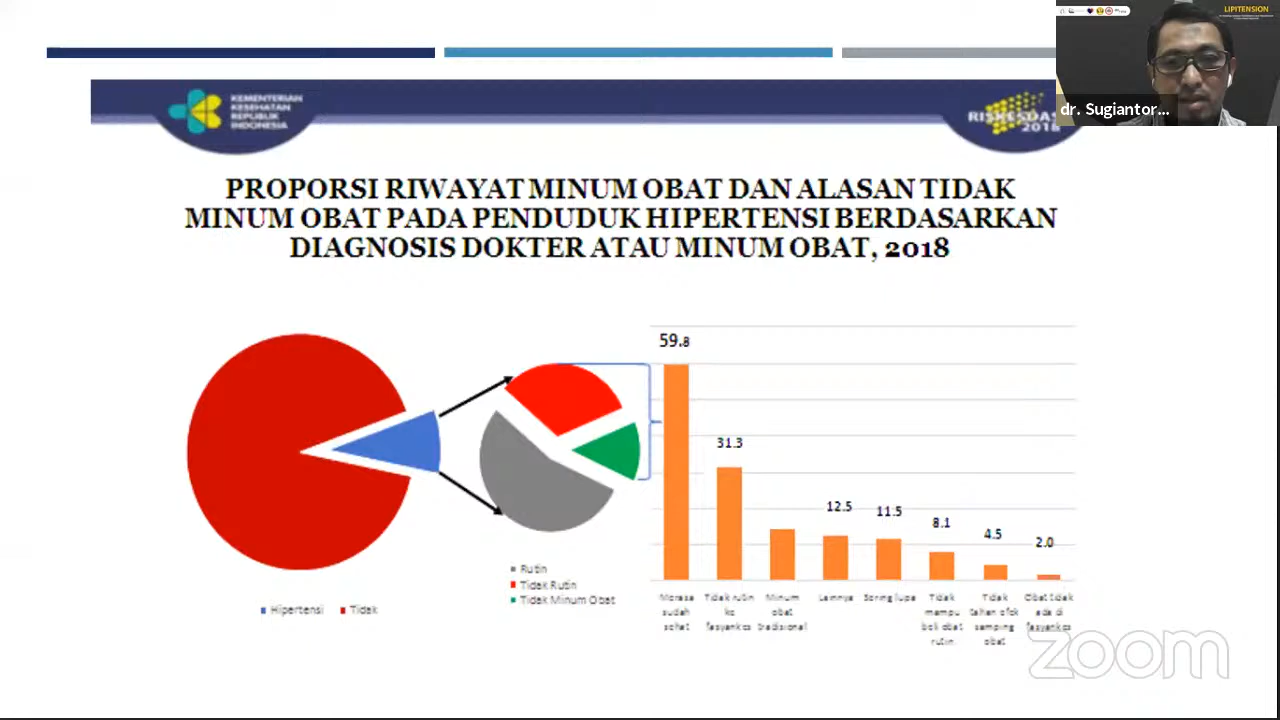 LIPITENSION
dr. Sugiantor...
KEMENTERIAN
KESEHATAN
REPUBLIK
INDONESIA
RISKESDAS
2018
PROPORSI RIWAYAT MINUM OBAT DAN ALASAN TIDAK
MINUM OBAT PADA PENDUDUK HIPERTENSI BERDASARKAN
DIAGNOSIS DOKTER ATAU MINUM OBAT, 2018
59.8
31.3
12.5
11.5
8.1
4.5
2.0
Rutin
Tidak Rutin
Tidak Minum Obat
Hipertensi
Tidak
Merasa sudah sehat
Tidak rutin ke fasyankes
Minum obat tradisional
Lainnya
Sering lupa
Tidak mampu beli obat rutin
Tidak tahan efek samping obat
Obat tidak ada di fasyankes
zoom